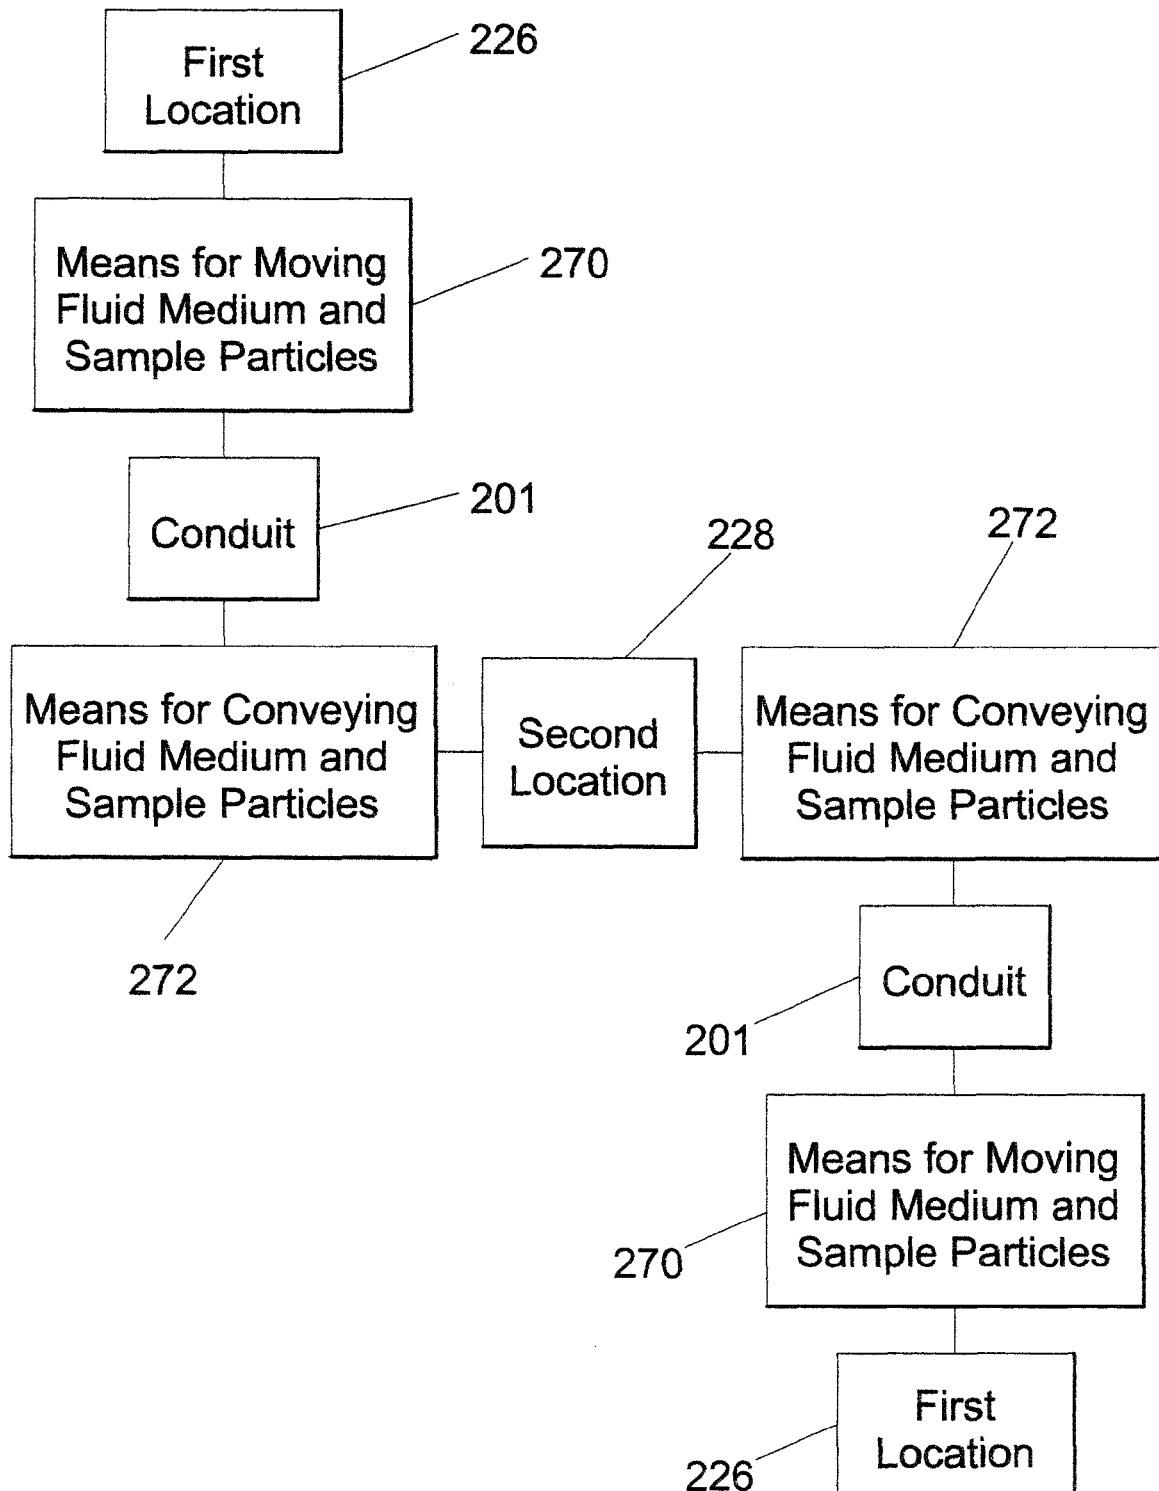 226
First
Location
270
Means for Moving
Fluid Medium and
Sample Particles
201
Conduit
228
272
Means for Conveying
Fluid Medium and
Sample Particles
Second
Location
Means for Conveying
Fluid Medium and
Sample Particles
272
Conduit
201
Means for Moving
Fluid Medium and
Sample Particles
270
First
Location
226